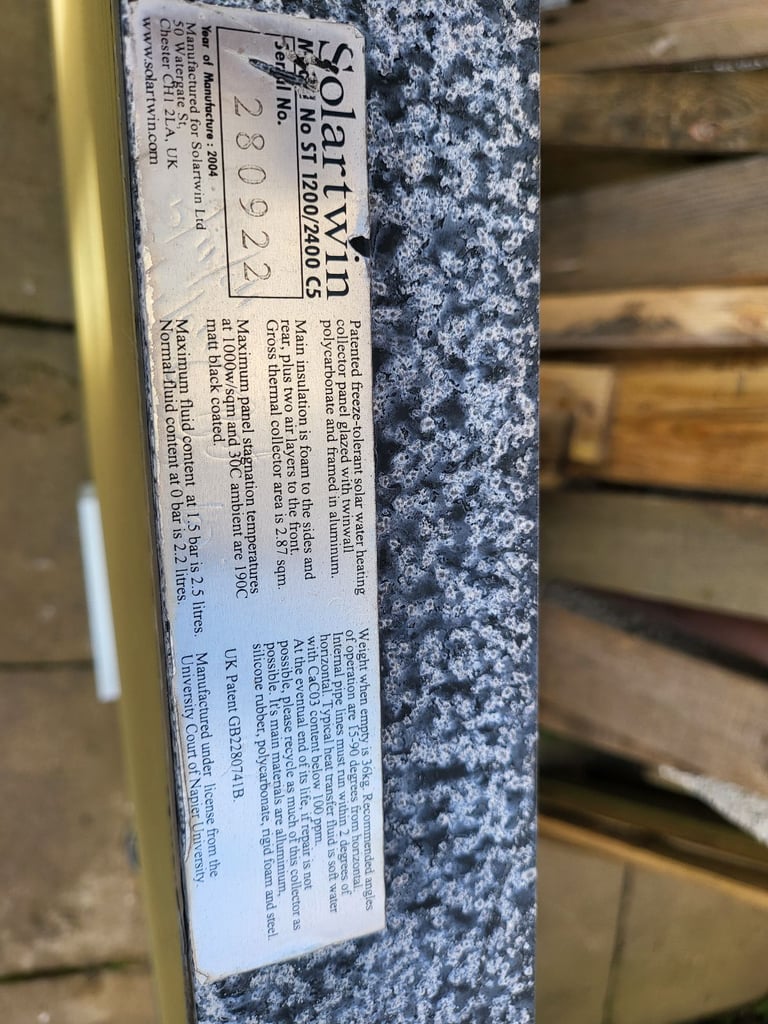 Solartwin
Model No ST 1200/2400 C5
Serial No.
280922
Year of Manufacture : 2004
Manufactured for Solartwin Ltd
50 Watergate St,
Chester CH1 2LA, UK
www.solartwin.com
Patented freeze-tolerant solar water heating
collector panel glazed with twinwall
polycarbonate and framed in aluminum.
Main insulation is foam to the sides and
rear, plus two air layers to the front.
Gross thermal collector area is 2.87 sqm.
Maximum panel stagnation temperatures
at 1000w/sqm and 30C ambient are 190C
matt black coated.
Maximum fluid content at 1.5 bar is 2.5 litres.
Normal fluid content at 0 bar is 2.2 litres.
Weight when empty is 36kg. Recommended angles
of operation are 15-90 degrees from horizontal.
Internal pipe lines must run within 2 degrees of
horizontal. Typical heat transfer fluid is soft water
with CaC03 content below 100 ppm.
At the eventual end of its life, if repair is not
possible, please recycle as much of this collector as
possible. It's main materials are alluminium,
silicone rubber, polycarbonate, rigid foam and steel.
UK Patent GB2280741B.
Manufactured under license from the
University Court of Napier University.